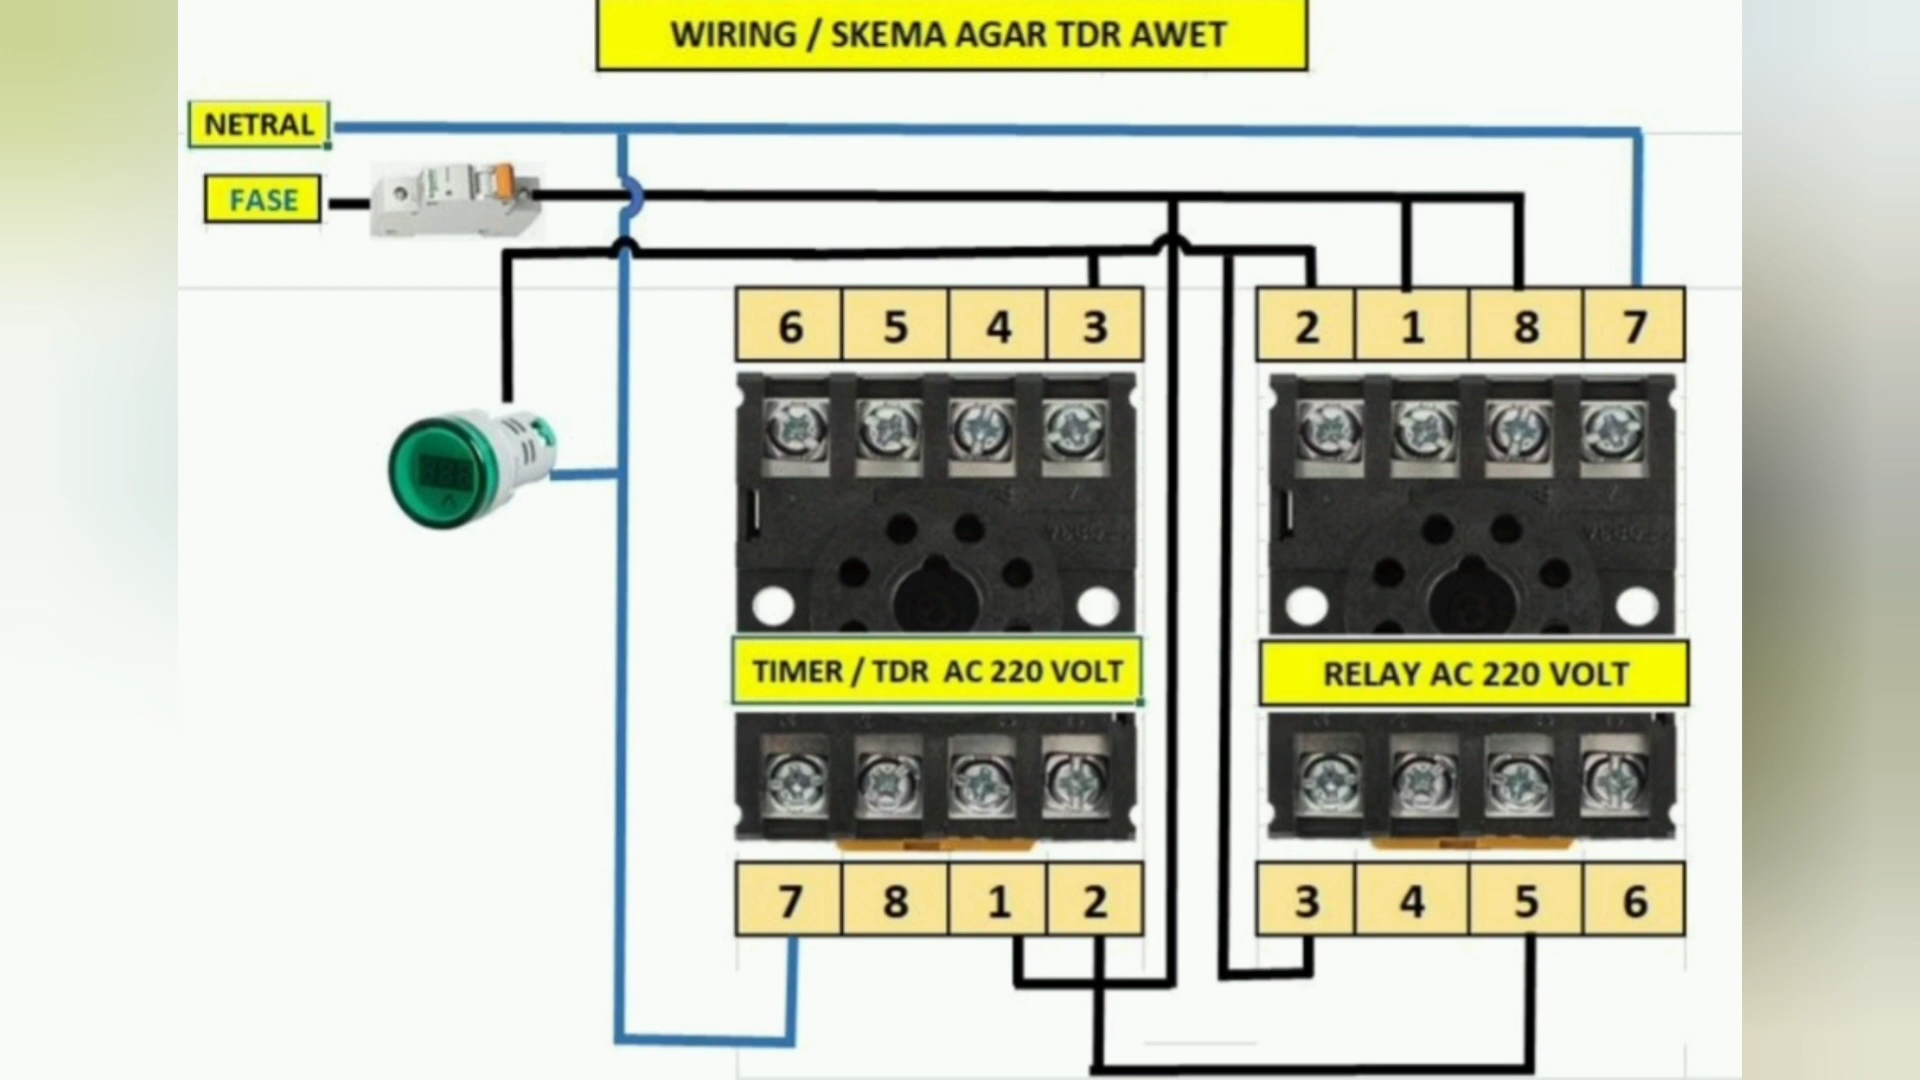 WIRING / SKEMA AGAR TDR AWET
NETRAL
FASE
6 5 4 3
2 1 8 7
TIMER / TDR AC 220 VOLT
RELAY AC 220 VOLT
7 8 1 2
3 4 5 6